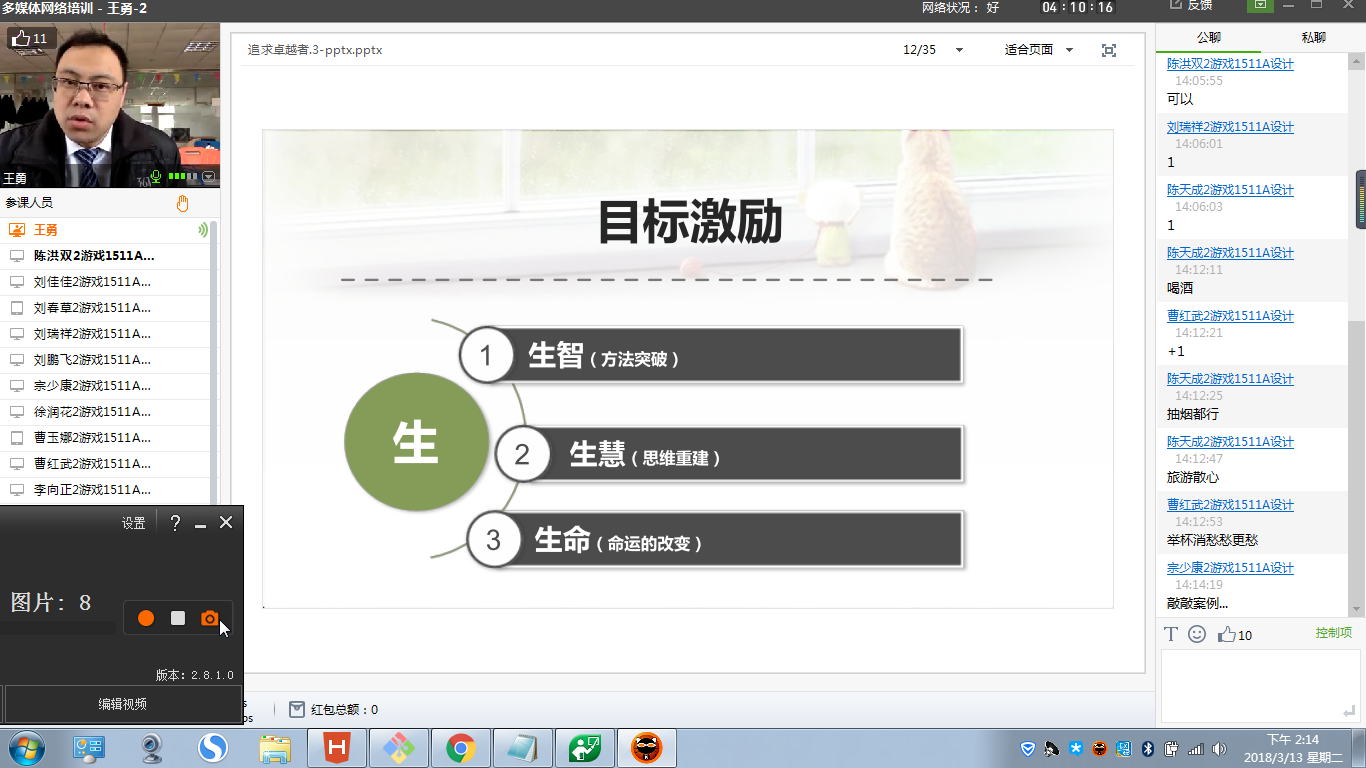 多媒体网络培训 - 王勇-2
网络状况： 好
04:10:16
反馈
11
王勇
参课人员
王勇
陈洪双2游戏1511A...
刘佳佳2游戏1511A...
刘春草2游戏1511A...
刘瑞祥2游戏1511A...
刘鹏飞2游戏1511A...
宗少康2游戏1511A...
徐润花2游戏1511A...
曹玉娜2游戏1511A...
曹红武2游戏1511A...
李向正2游戏1511A...
设置
?
图片: 8
版本: 2.8.1.0
编辑视频
追求卓越者.3-pptx.pptx
12/35
适合页面
目标激励
生
1
生智（方法突破）
2
生慧（思维重建）
3
生命（命运的改变）
红包总额：0
公聊
私聊
陈洪双2游戏1511A设计
14:05:55
可以
刘瑞祥2游戏1511A设计
14:06:01
1
陈天成2游戏1511A设计
14:06:03
1
陈天成2游戏1511A设计
14:12:11
喝酒
曹红武2游戏1511A设计
14:12:21
+1
陈天成2游戏1511A设计
14:12:25
抽烟都行
陈天成2游戏1511A设计
14:12:47
旅游散心
曹红武2游戏1511A设计
14:12:53
举杯消愁愁更愁
宗少康2游戏1511A设计
14:14:19
敲敲案例...
10
控制项
下午 2:14
2018/3/13 星期二